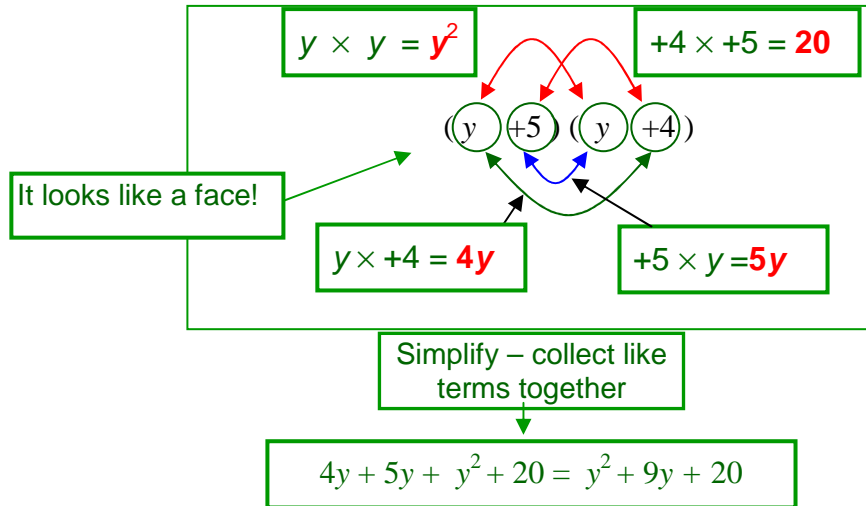 y × y = y²
+4 × +5 = 20
( y +5 ) ( y +4 )
It looks like a face!
y × +4 = 4y
+5 × y =5y
Simplify – collect like
terms together
4y + 5y + y² + 20 = y² + 9y + 20